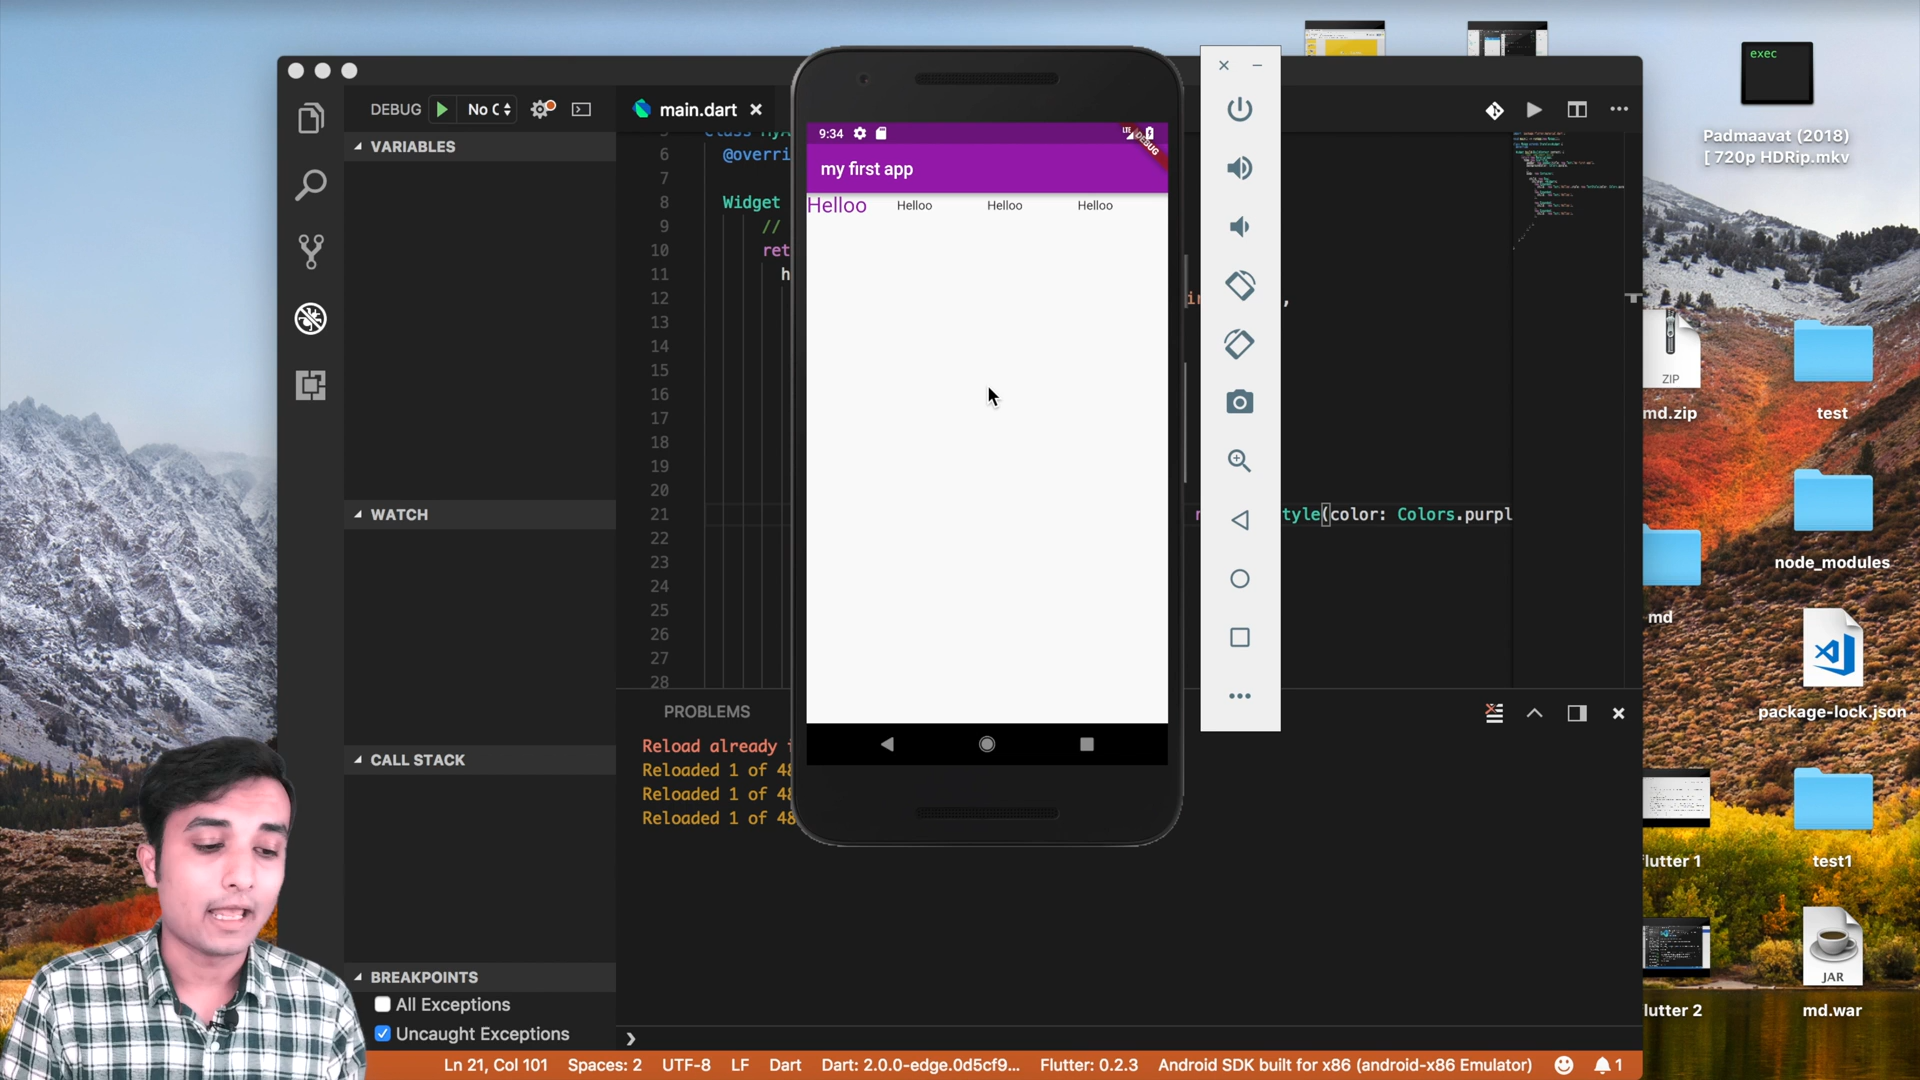 exec
Padmaavat (2018)
[ 720p HDRip.mkv
DEBUG
No C
main.dart
VARIABLES
6 @overri
7
8 Widget
9 //
10 ret
11 h
12
13
14
15
16
17
18
19
20
21 tyle(color: Colors.purpl
22
23
24
25
26
27
28
9:34
LTE
DEBUG
my first app
Helloo Helloo Helloo Helloo
WATCH
CALL STACK
BREAKPOINTS
All Exceptions
Uncaught Exceptions
PROBLEMS
Reload already i
Reloaded 1 of 48
Reloaded 1 of 48
Reloaded 1 of 48
ZIP
md.zip
test
node_modules
md
package-lock.json
lutter 1
test1
JAR
lutter 2
md.war
Ln 21, Col 101 Spaces: 2 UTF-8 LF Dart Dart: 2.0.0-edge.0d5cf9... Flutter: 0.2.3 Android SDK built for x86 (android-x86 Emulator) 1